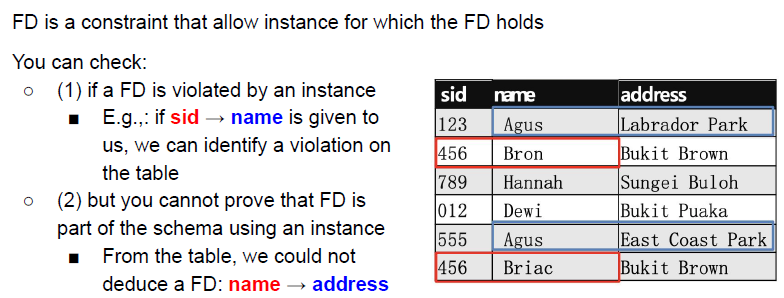 FD is a constraint that allow instance for which the FD holds
You can check:
○ (1) if a FD is violated by an instance
■ E.g.,: if sid → name is given to
us, we can identify a violation on
the table
○ (2) but you cannot prove that FD is
part of the schema using an instance
■ From the table, we could not
deduce a FD: name → address
sid name address
123 Agus Labrador Park
456 Bron Bukit Brown
789 Hannah Sungei Buloh
012 Dewi Bukit Puaka
555 Agus East Coast Park
456 Briac Bukit Brown